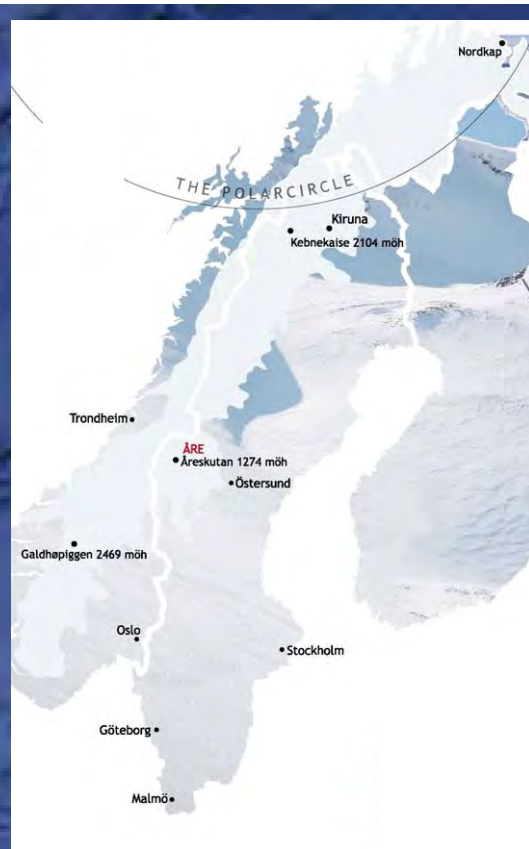 Nordkap
THE POLARCIRCLE
Kiruna
Kebnekaise 2104 möh
Trondheim
ÅRE
Åreskutan 1274 möh
Östersund
Galdhøpiggen 2469 möh
Oslo
Stockholm
Göteborg
Malmö